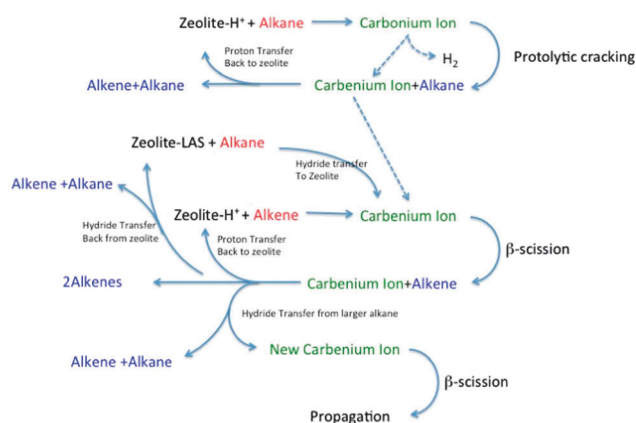 Zeolite-H⁺ + Alkane Carbonium Ion
H₂
Protolytic cracking
Proton Transfer
Back to zeolite
Alkene+Alkane Carbenium Ion+Alkane
Zeolite-LAS + Alkane
Hydride transfer
To Zeolite
Alkene +Alkane
Zeolite-H⁺ + Alkene Carbenium Ion
Hydride Transfer
Back from zeolite
Proton Transfer
Back to zeolite
β-scission
2Alkenes Carbenium Ion+Alkene
Hydride Transfer from larger alkane
Alkene +Alkane
New Carbenium Ion
β-scission
Propagation